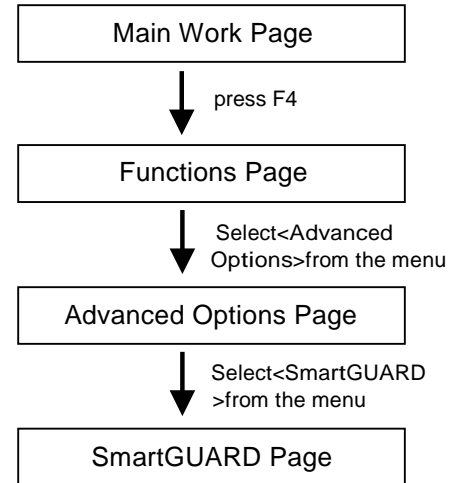 Main Work Page
press F4
Functions Page
Select<Advanced
Options>from the menu
Advanced Options Page
Select<SmartGUARD
>from the menu
SmartGUARD Page